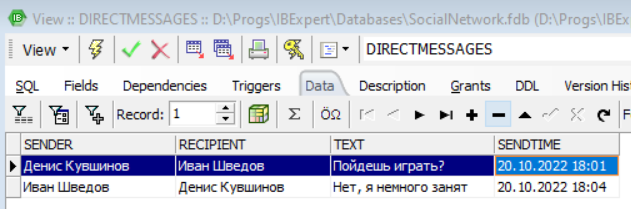 View :: DIRECTMESSAGES :: D:\Progs\IBExpert\Databases\SocialNetwork.fdb (D:\Progs\IBEx
View DIRECTMESSAGES
SQL Fields Dependencies Triggers Data Description Grants DDL Version His
Record: 1 Σ ÖΩ F
SENDER RECIPIENT TEXT SENDTIME
Денис Кувшинов Иван Шведов Пойдешь играть? 20.10.2022 18:01
Иван Шведов Денис Кувшинов Нет, я немного занят 20.10.2022 18:04